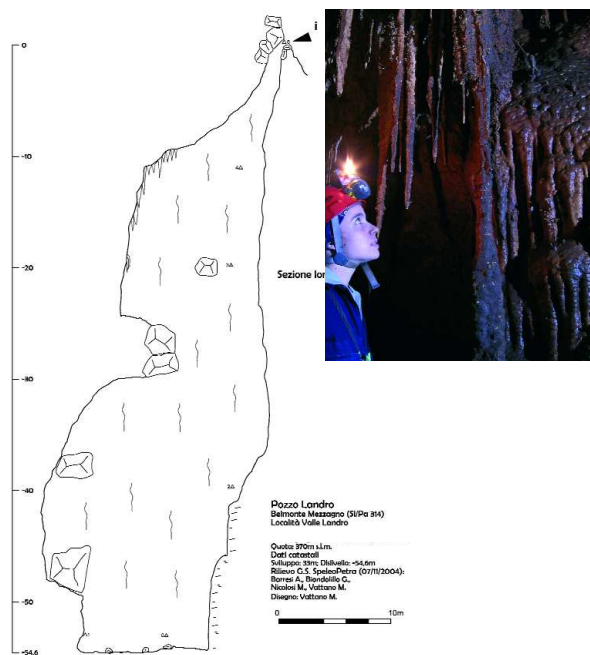 i
0
-10
-20
-30
-40
-50
-54.6
Sezione lon
Pozzo Landro
Belmonte Mezzagno (Si/Pa 314)
Località Valle Landro
Quota: 370m s.l.m.
Dati catastali
Sviluppo: 33m; Dislivello: -54,6m
Rilievo G.S. SpeleoPetra (07/11/2004):
Barresi A., Biondolillo G.,
Nicolosi M., Vattano M.
Disegno: Vattano M.
0 10m